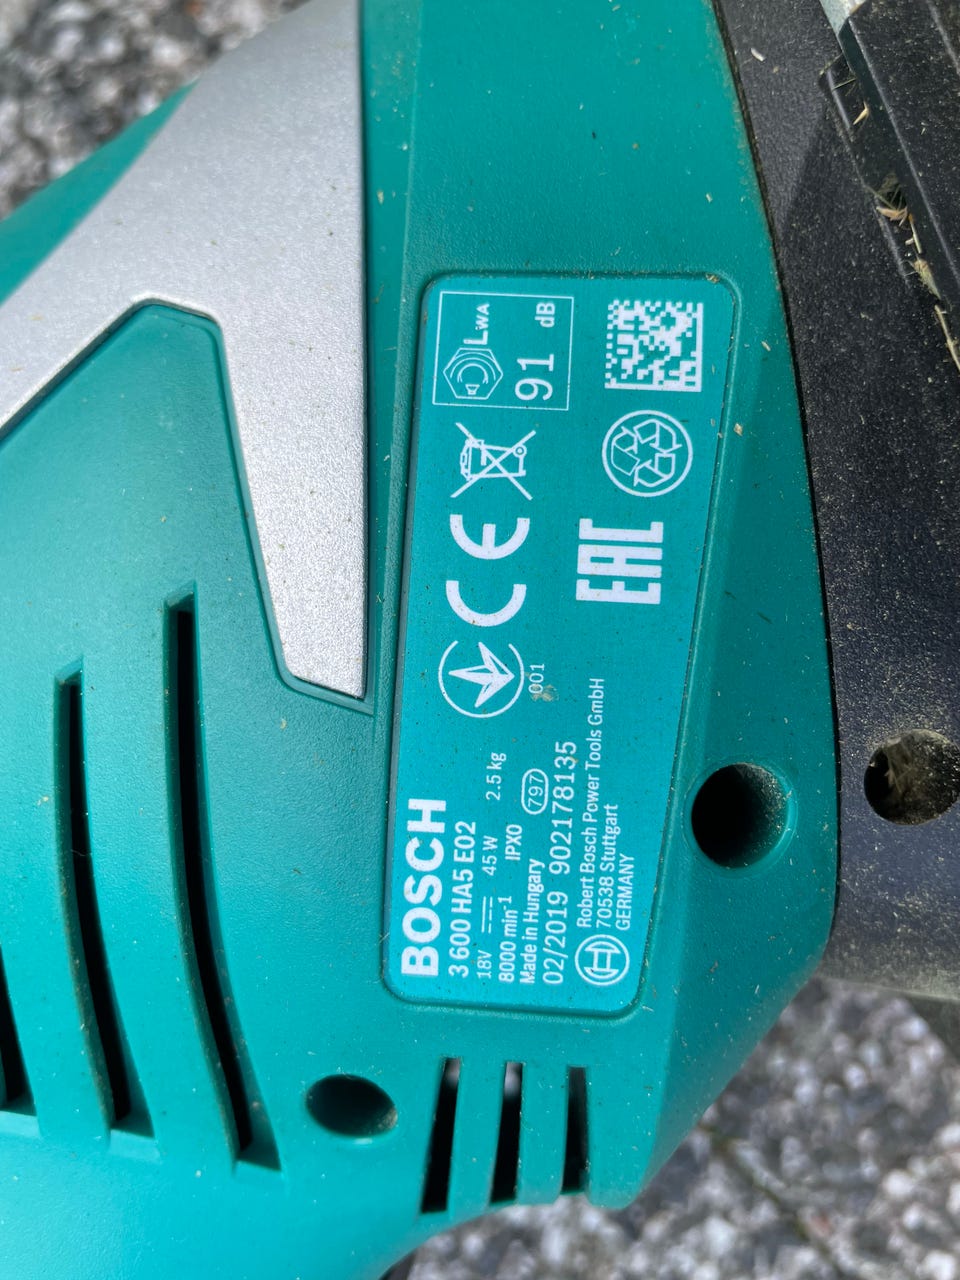 BOSCH
3 600 HA5 E02
18V ⎓ 45 W 2.5 kg
8000 min⁻¹ IPX0 797
Made in Hungary
02/2019 902178135
Robert Bosch Power Tools GmbH
70538 Stuttgart
GERMANY
001
CE
EAC
LWA
91 dB